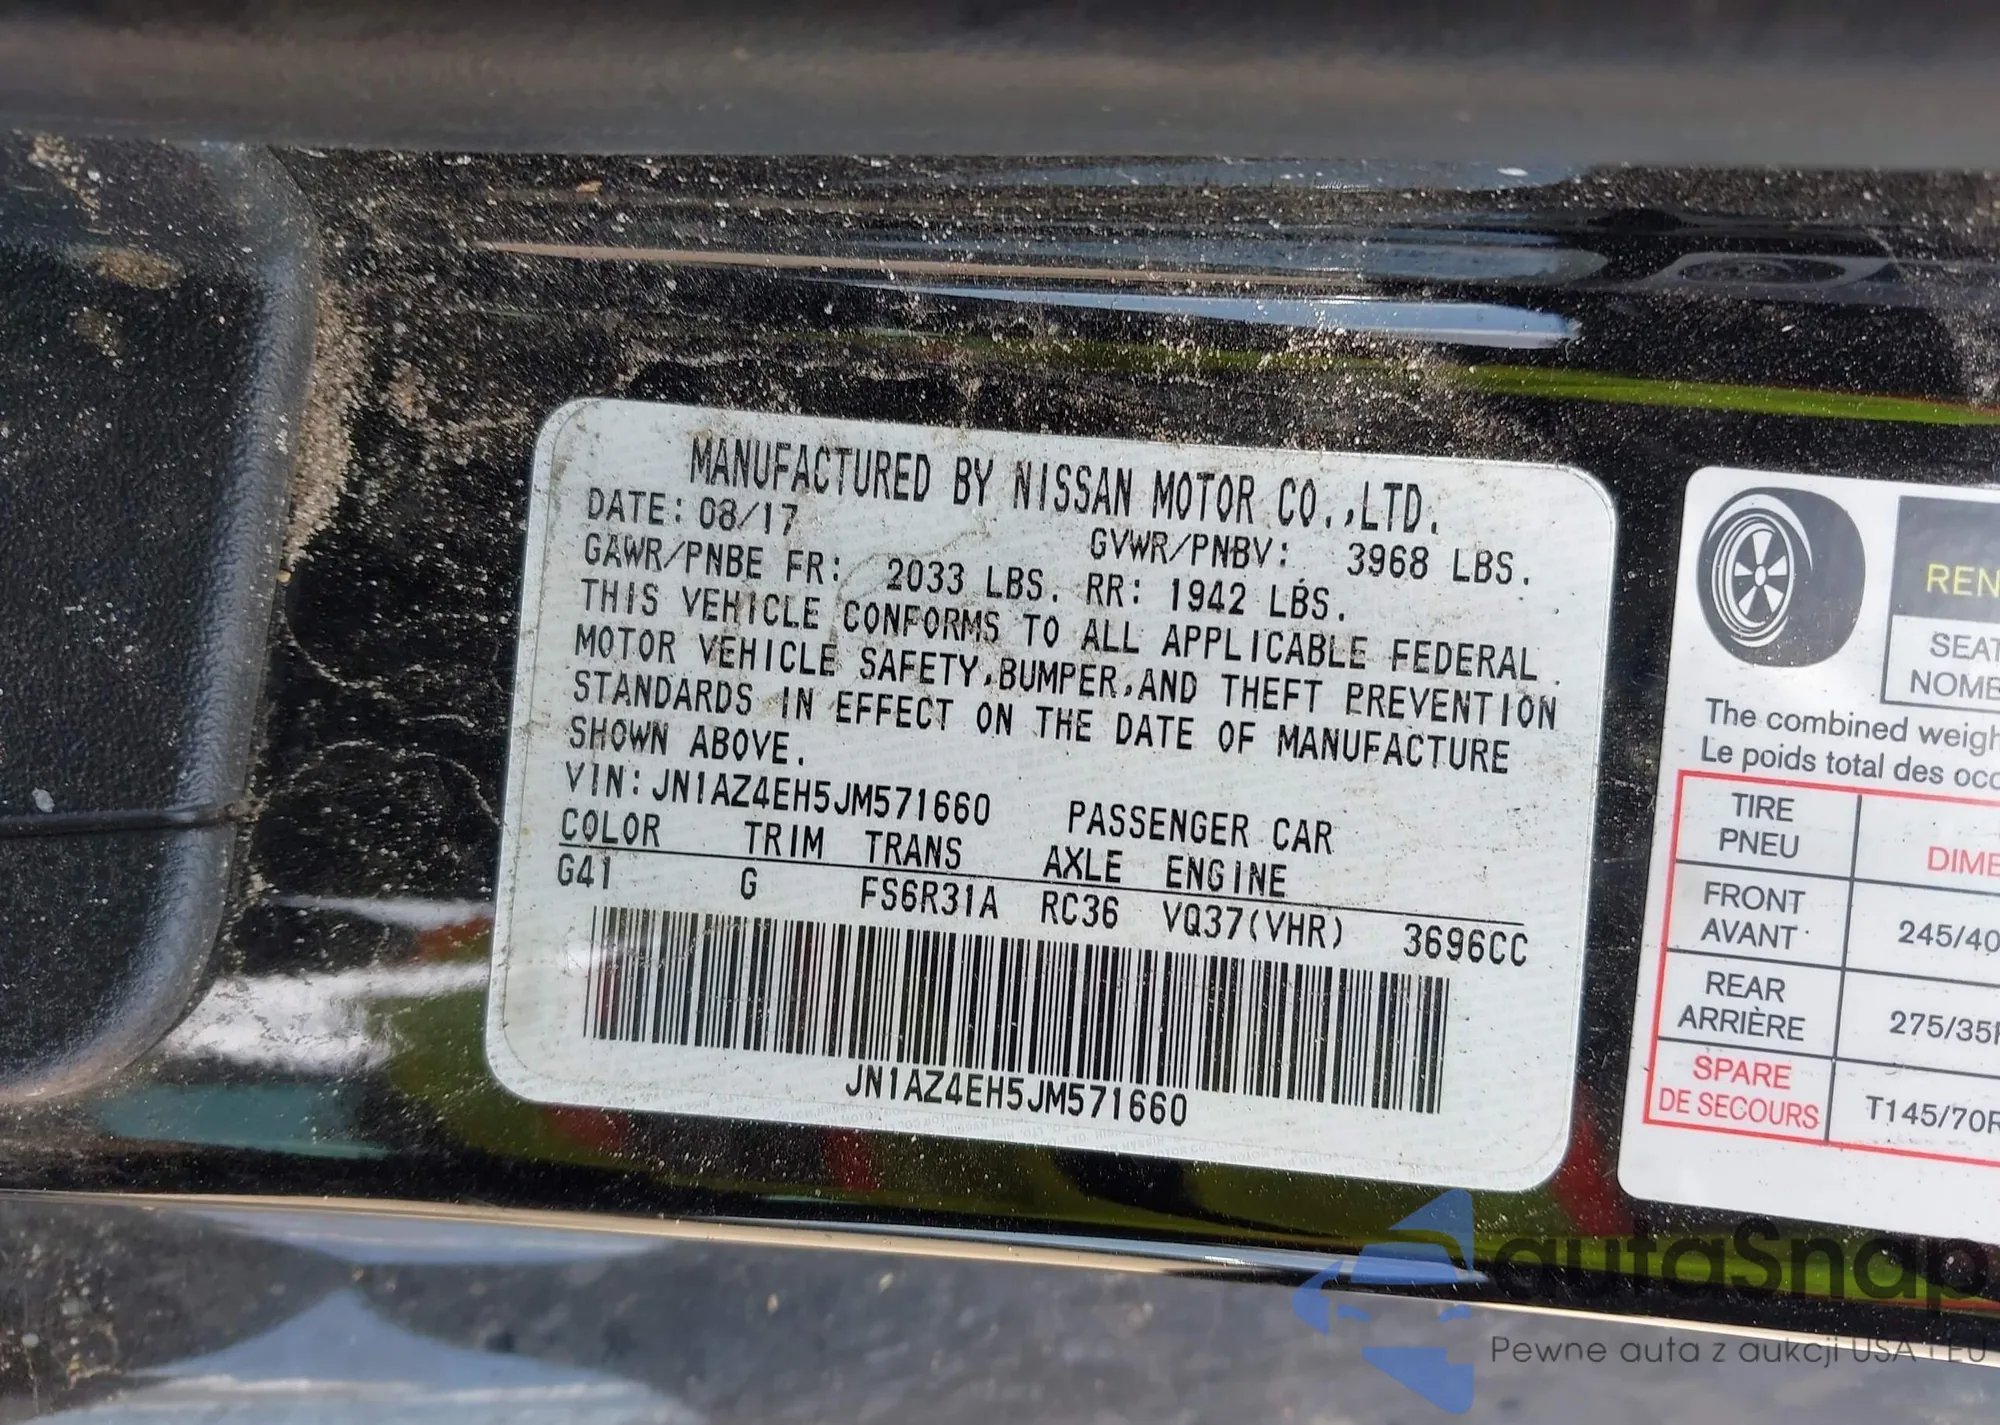 MANUFACTURED BY NISSAN MOTOR CO.,LTD.
DATE: 08/17
GVWR/PNBV: 3968 LBS.
GAWR/PNBE FR: 2033 LBS. RR: 1942 LBS.
THIS VEHICLE CONFORMS TO ALL APPLICABLE FEDERAL
MOTOR VEHICLE SAFETY,BUMPER,AND THEFT PREVENTION
STANDARDS IN EFFECT ON THE DATE OF MANUFACTURE
SHOWN ABOVE.
VIN: JN1AZ4EH5JM571660 PASSENGER CAR
COLOR TRIM TRANS AXLE ENGINE
G41 G FS6R31A RC36 VQ37(VHR) 3696CC
JN1AZ4EH5JM571660
REN
SEAT
NOMB
The combined weigh
Le poids total des occ
TIRE
PNEU
DIME
FRONT
AVANT
245/40
REAR
ARRIÈRE
275/35R
SPARE
DE SECOURS
T145/70R
autaSnap
Pewne auta z aukcji USA i EU